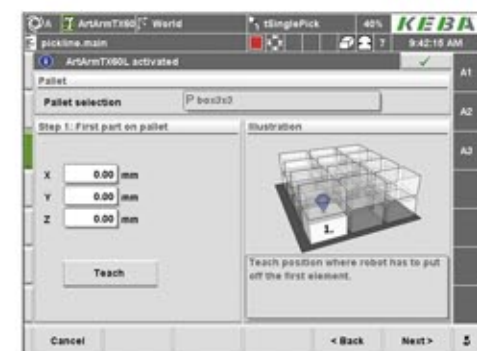 A ArtArmTX60 World tSinglePick 40% KEBA
pickline.main ? 9:42:15 AM
ArtArmTX60L activated
Pallet
Pallet selection P box3x3
Step 1: First part on pallet Illustration
X 0.00 mm
Y 0.00 mm
Z 0.00 mm
1.
Teach
Teach position where robot has to put
off the first element.
Cancel < Back Next >
A1
A2
A3